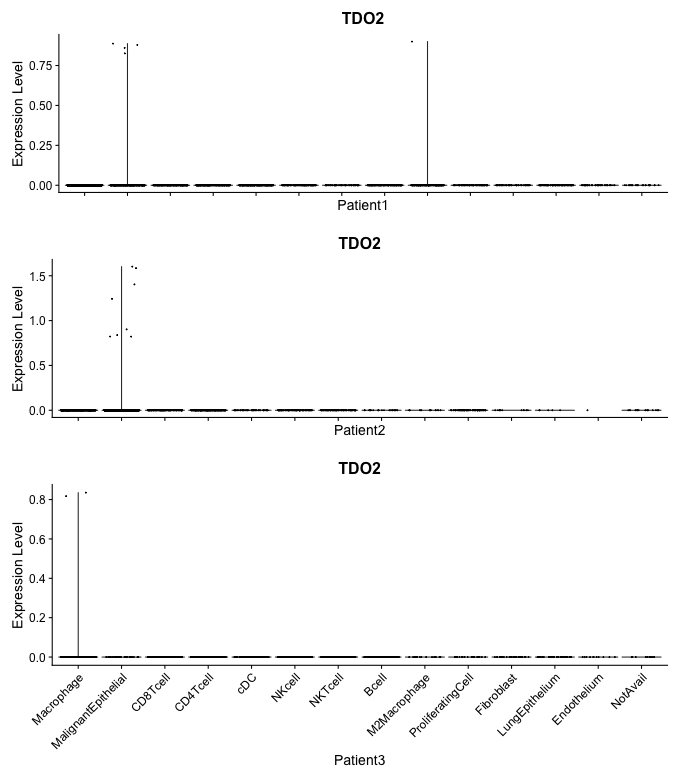 TDO2
Expression Level
0.75
0.50
0.25
0.00
Patient1
TDO2
Expression Level
1.5
1.0
0.5
0.0
Patient2
TDO2
Expression Level
0.8
0.6
0.4
0.2
0.0
Macrophage
MalignantEpithelial
CD8Tcell
CD4Tcell
cDC
NKcell
NKTcell
Bcell
M2Macrophage
ProliferatingCell
Fibroblast
LungEpithelium
Endothelium
NotAvail
Patient3